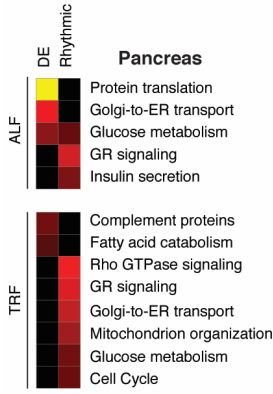 DE
Rhythmic
Pancreas
ALF
Protein translation
Golgi-to-ER transport
Glucose metabolism
GR signaling
Insulin secretion
TRF
Complement proteins
Fatty acid catabolism
Rho GTPase signaling
GR signaling
Golgi-to-ER transport
Mitochondrion organization
Glucose metabolism
Cell Cycle